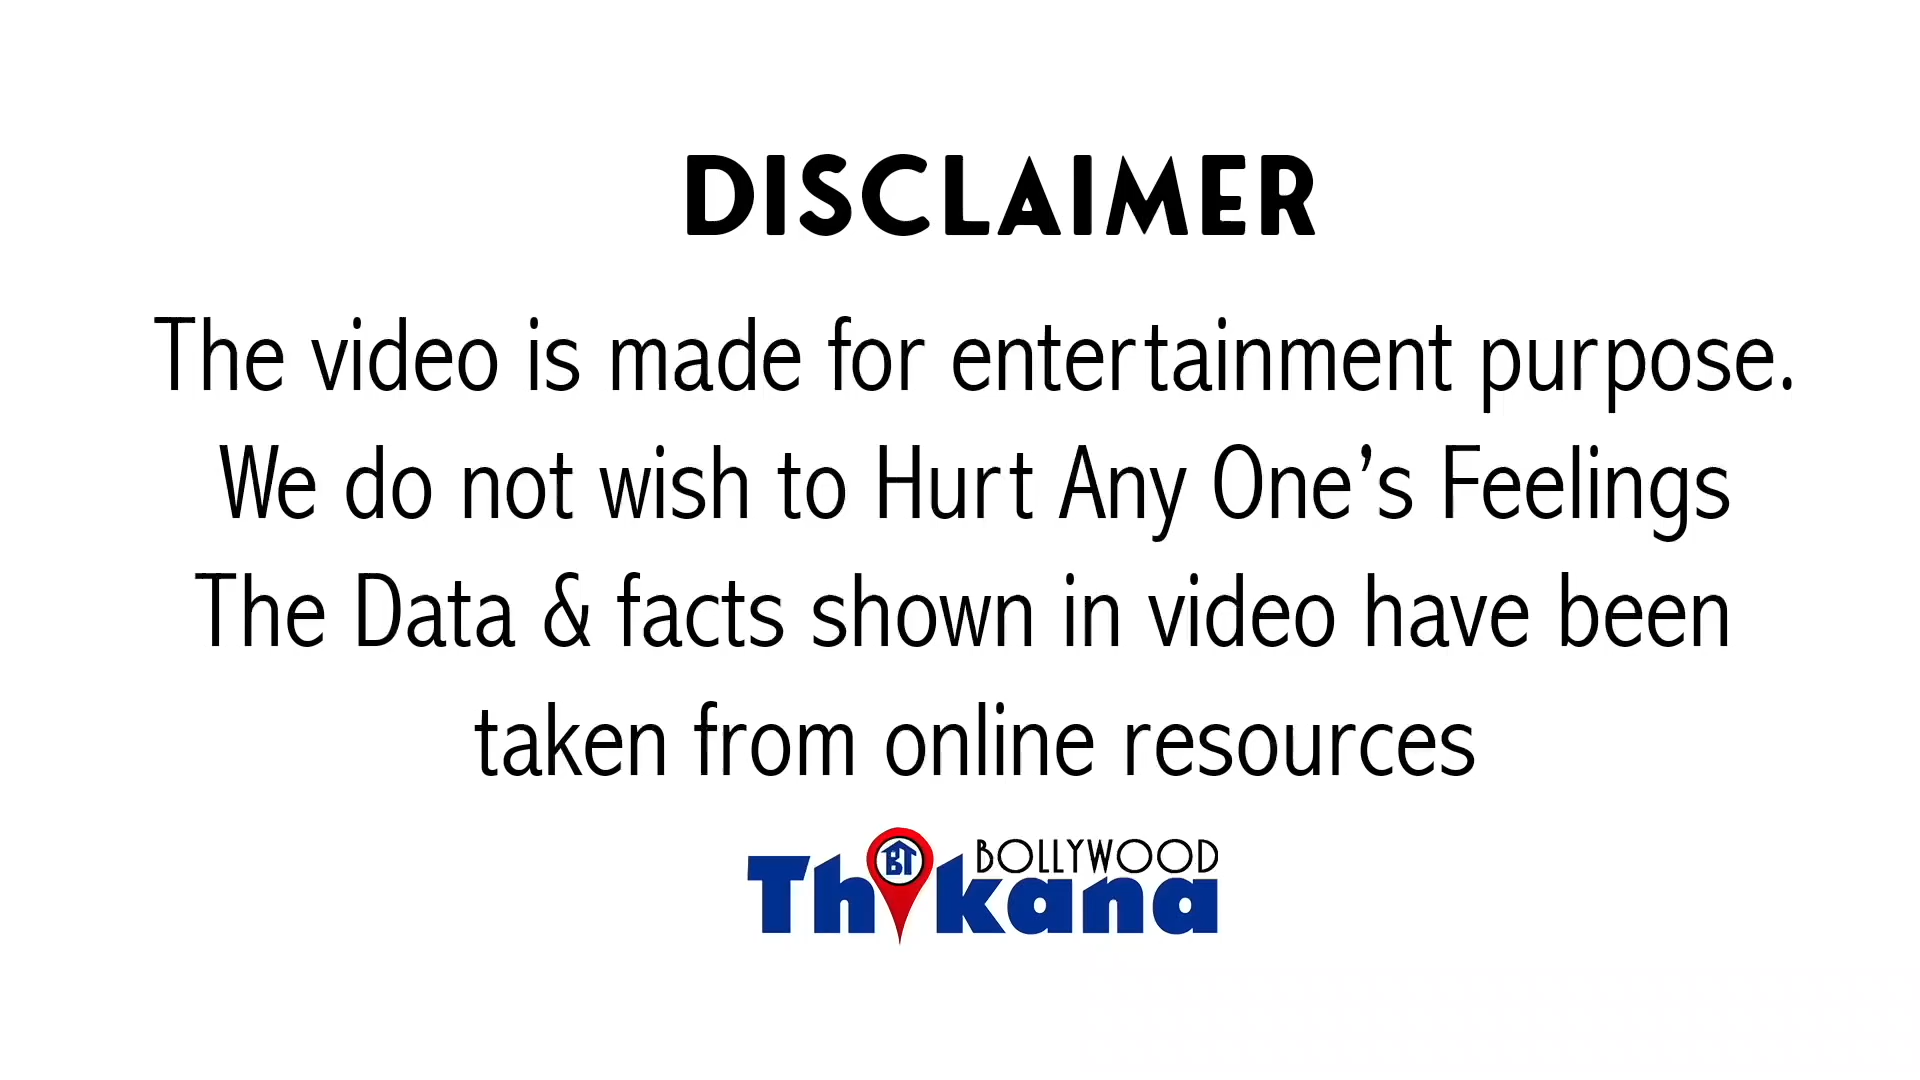 DISCLAIMER
The video is made for entertainment purpose.
We do not wish to Hurt Any One’s Feelings
The Data & facts shown in video have been
taken from online resources
BT
BOLLYWOOD
Thikana